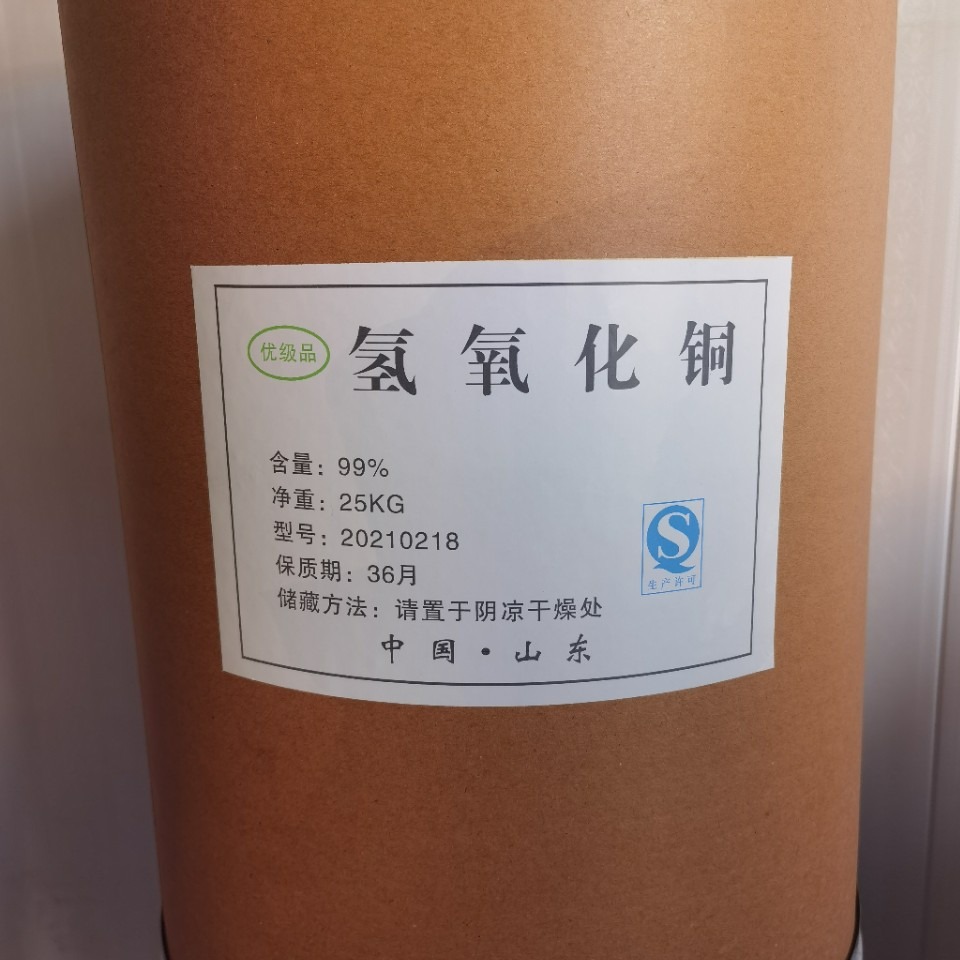 优级品 氢氧化铜
含量：99%
净重：25KG
型号：20210218
保质期：36月
储藏方法：请置于阴凉干燥处
生产许可
中国·山东